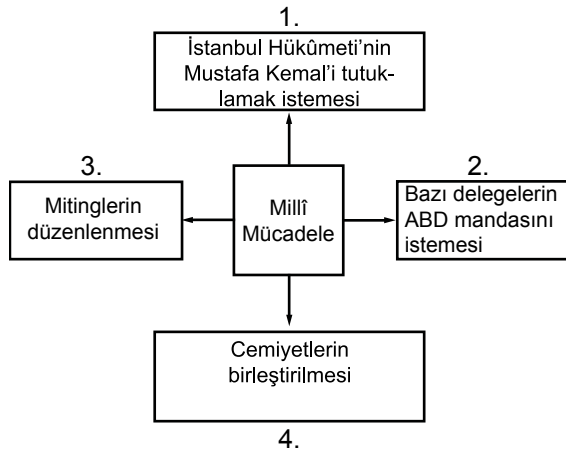 1.
İstanbul Hükûmeti'nin
Mustafa Kemal'i tutuk-
lamak istemesi
3.
Mitinglerin
düzenlenmesi
Millî
Mücadele
2.
Bazı delegelerin
ABD mandasını
istemesi
Cemiyetlerin
birleştirilmesi
4.